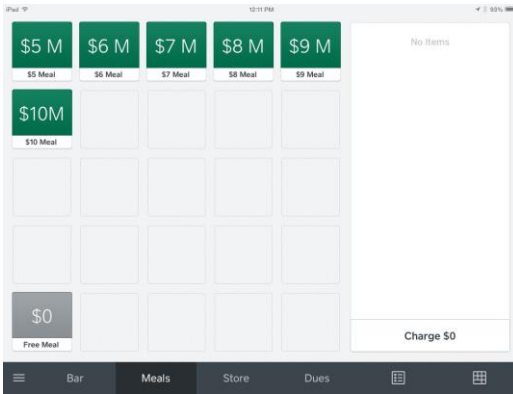 iPad 12:11 PM 93%
$5 M $6 M $7 M $8 M $9 M
$5 Meal $6 Meal $7 Meal $8 Meal $9 Meal
No Items
$10M
$10 Meal
$0
Free Meal
Charge $0
Bar Meals Store Dues